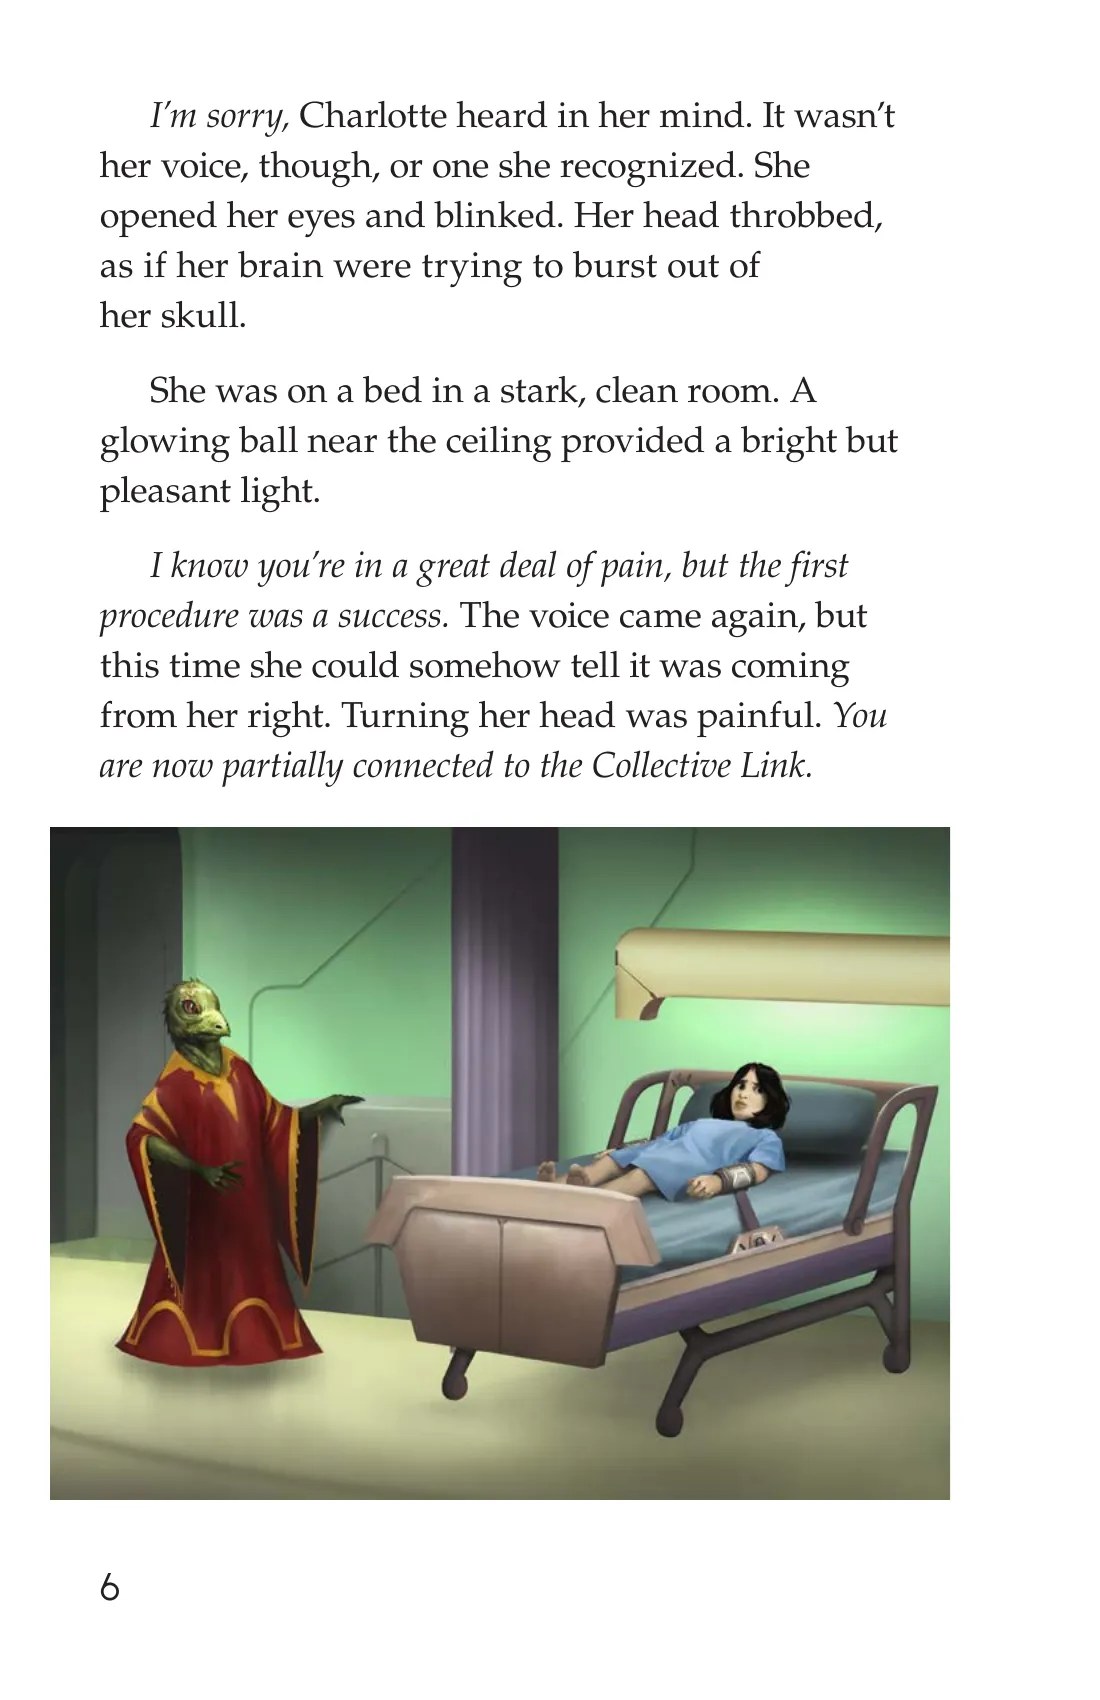 I’m sorry, Charlotte heard in her mind. It wasn’t
her voice, though, or one she recognized. She
opened her eyes and blinked. Her head throbbed,
as if her brain were trying to burst out of
her skull.
She was on a bed in a stark, clean room. A
glowing ball near the ceiling provided a bright but
pleasant light.
I know you’re in a great deal of pain, but the first
procedure was a success. The voice came again, but
this time she could somehow tell it was coming
from her right. Turning her head was painful. You
are now partially connected to the Collective Link.
6